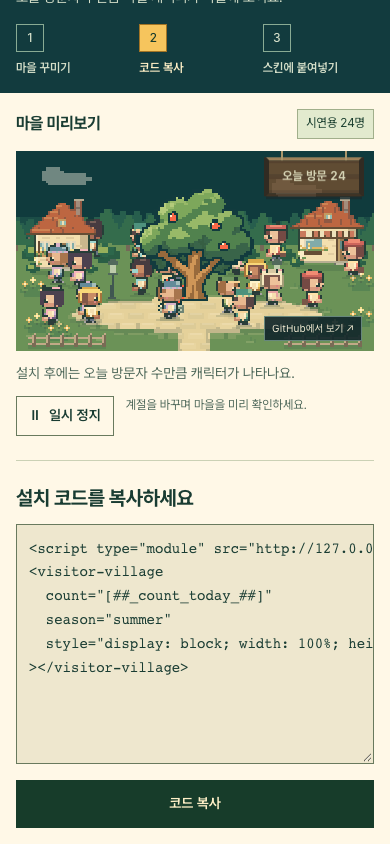 1
2
3
마을 꾸미기
코드 복사
스킨에 붙여넣기
마을 미리보기
시연용 24명
오늘 방문 24
GitHub에서 보기 ↗
설치 후에는 오늘 방문자 수만큼 캐릭터가 나타나요.
일시 정지
계절을 바꾸며 마을을 미리 확인하세요.
설치 코드를 복사하세요
<script type="module" src="http://127.0.0
<visitor-village
count="[##_count_today_##]"
season="summer"
style="display: block; width: 100%; hei
></visitor-village>
코드 복사